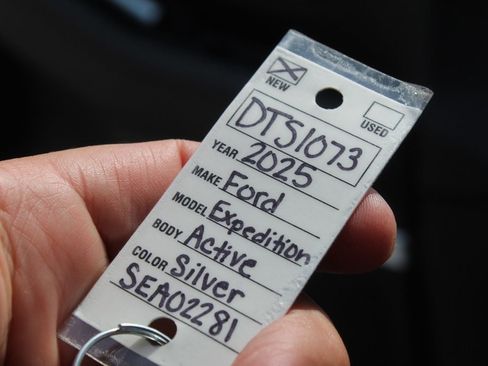 NEW
USED
DTS1073
YEAR 2025
MAKE Ford
MODEL Expedition
BODY Active
COLOR Silver
SEA02281